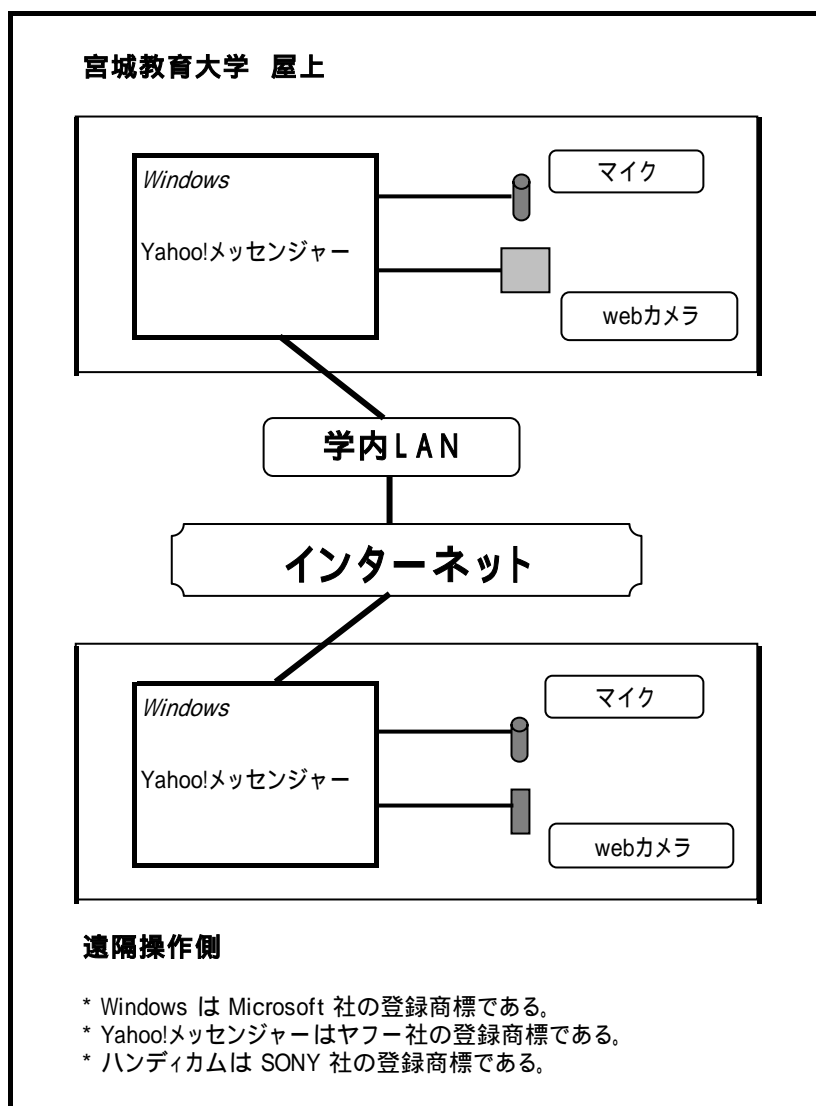 宮城教育大学 屋上
マイク
Windows
Yahoo!メッセンジャー
webカメラ
学内LAN
インターネット
マイク
Windows
Yahoo!メッセンジャー
webカメラ
遠隔操作側
* Windows は Microsoft 社の登録商標である。
* Yahoo!メッセンジャーはヤフー社の登録商標である。
* ハンディカムは SONY 社の登録商標である。